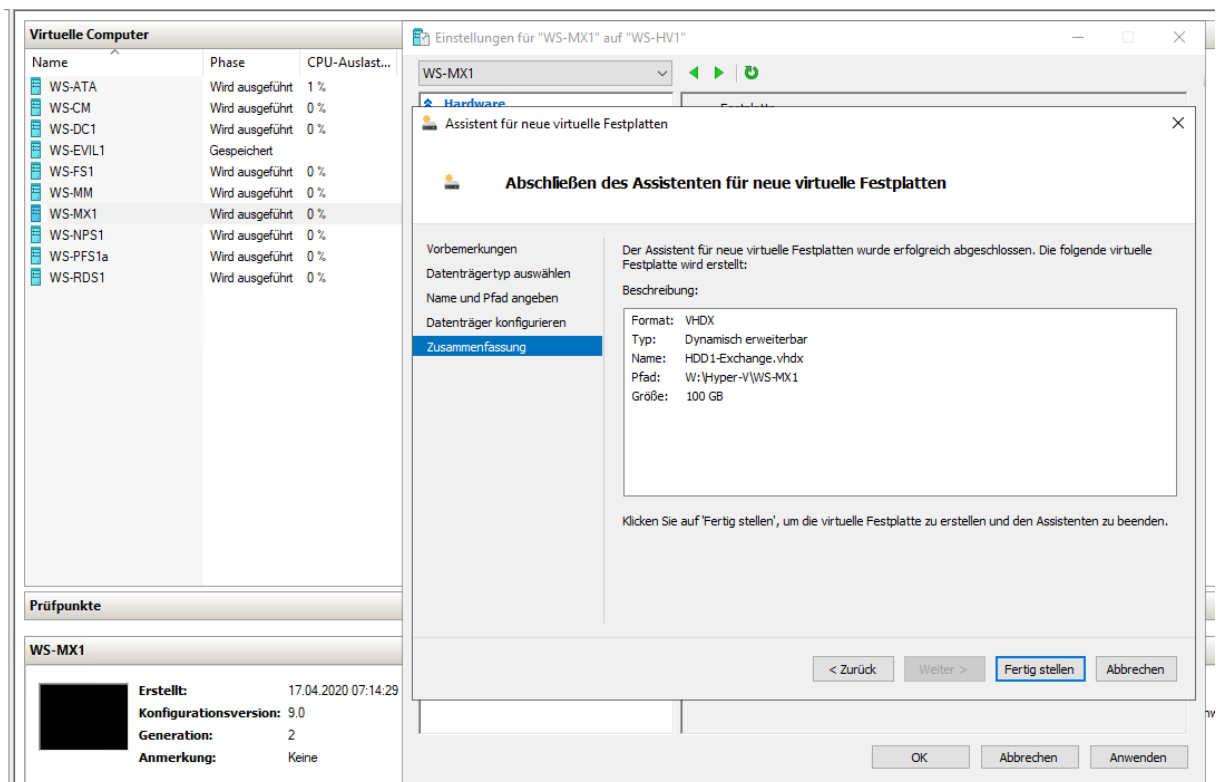 Virtuelle Computer
Name Phase CPU-Auslast...
WS-ATA Wird ausgeführt 1 %
WS-CM Wird ausgeführt 0 %
WS-DC1 Wird ausgeführt 0 %
WS-EVIL1 Gespeichert
WS-FS1 Wird ausgeführt 0 %
WS-MM Wird ausgeführt 0 %
WS-MX1 Wird ausgeführt 0 %
WS-NPS1 Wird ausgeführt 0 %
WS-PFS1a Wird ausgeführt 0 %
WS-RDS1 Wird ausgeführt 0 %
Prüfpunkte
WS-MX1
Erstellt: 17.04.2020 07:14:29
Konfigurationsversion: 9.0
Generation: 2
Anmerkung: Keine
Einstellungen für "WS-MX1" auf "WS-HV1"
WS-MX1
Hardware
Assistent für neue virtuelle Festplatten
Abschließen des Assistenten für neue virtuelle Festplatten
Vorbemerkungen
Datenträgertyp auswählen
Name und Pfad angeben
Datenträger konfigurieren
Zusammenfassung
Der Assistent für neue virtuelle Festplatten wurde erfolgreich abgeschlossen. Die folgende virtuelle
Festplatte wird erstellt:
Beschreibung:
Format: VHDX
Typ: Dynamisch erweiterbar
Name: HDD1-Exchange.vhdx
Pfad: W:\Hyper-V\WS-MX1
Größe: 100 GB
Klicken Sie auf 'Fertig stellen', um die virtuelle Festplatte zu erstellen und den Assistenten zu beenden.
< Zurück Weiter > Fertig stellen Abbrechen
OK Abbrechen Anwenden